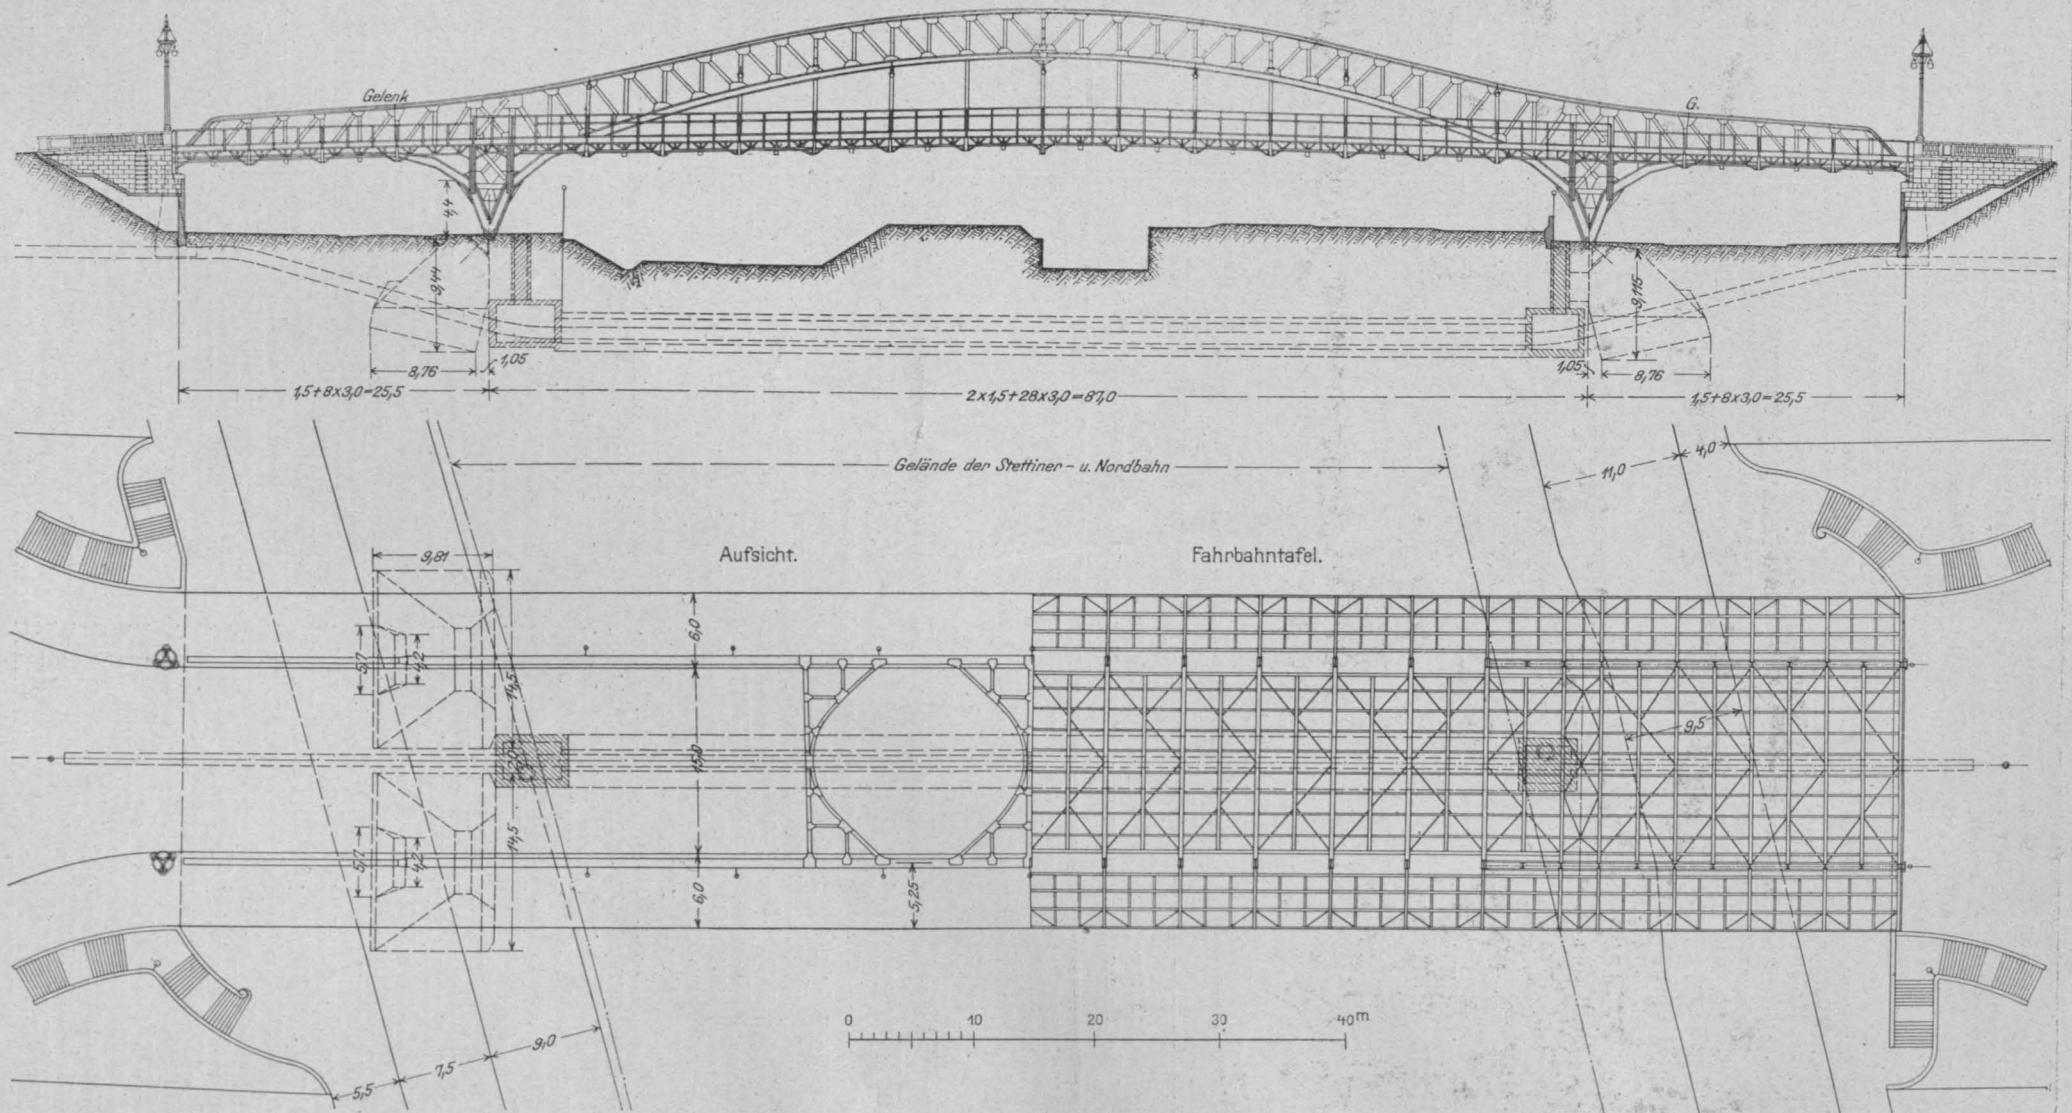 Gelenk
G.
4,4
9,44
9,115
1,05
1,05
8,76
8,76
1,5+8x3,0=25,5
2x1,5+28x3,0=87,0
1,5+8x3,0=25,5
Gelände der Stettiner- u. Nordbahn
11,0
4,0
9,81
Aufsicht.
Fahrbahntafel.
6,0
5,7
4,2
14,5
15,0
9,5
5,7
4,2
14,5
6,0
5,25
0 10 20 30 40m
9,0
7,5
5,5